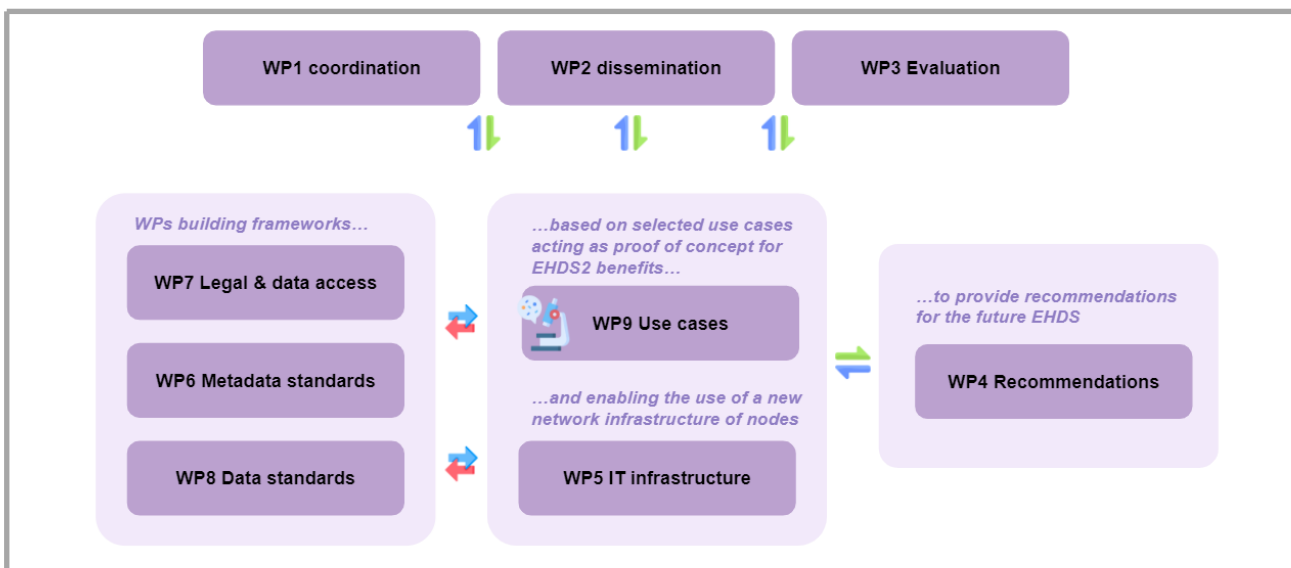 WP1 coordination
WP2 dissemination
WP3 Evaluation
WPs building frameworks…
WP7 Legal & data access
WP6 Metadata standards
WP8 Data standards
…based on selected use cases
acting as proof of concept for
EHDS2 benefits…
WP9 Use cases
…and enabling the use of a new
network infrastructure of nodes
WP5 IT infrastructure
…to provide recommendations
for the future EHDS
WP4 Recommendations